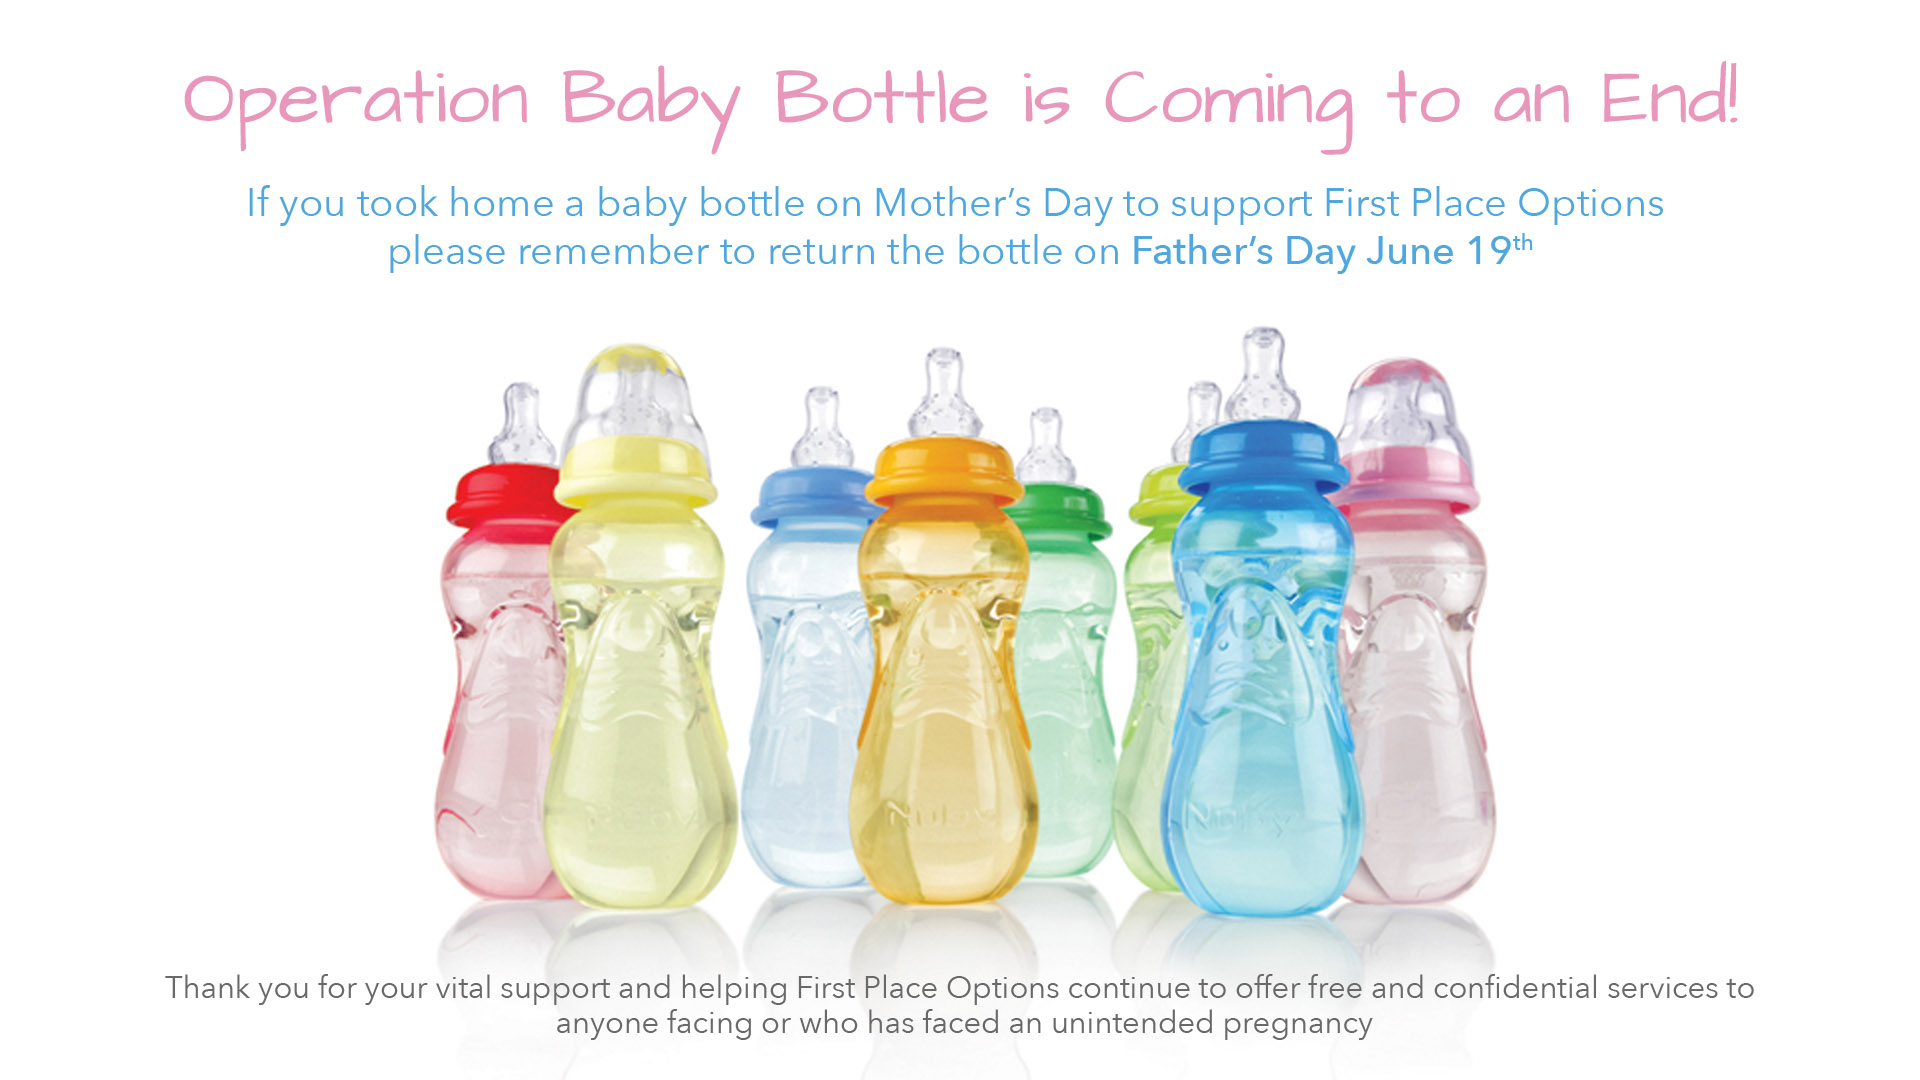 Operation Baby Bottle is Coming to an End!
If you took home a baby bottle on Mother's Day to support First Place Options
please remember to return the bottle on Father's Day June 19th
Nuby Nuby
Thank you for your vital support and helping First Place Options continue to offer free and confidential services to
anyone facing or who has faced an unintended pregnancy